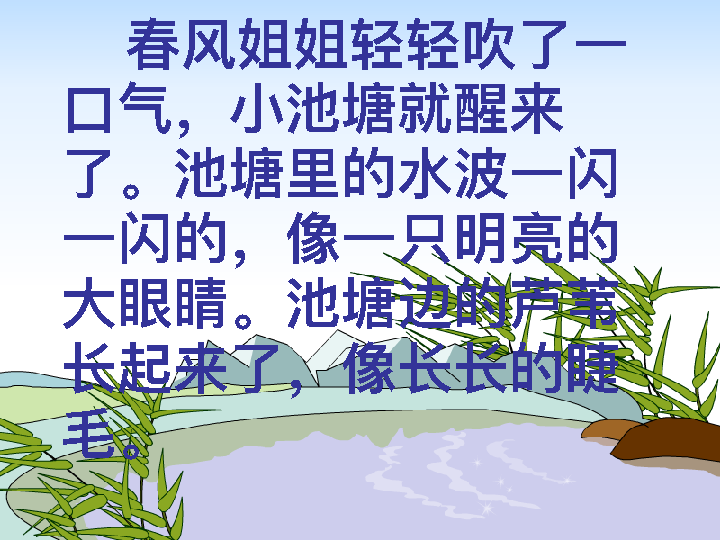 春风姐姐轻轻吹了一
口气，小池塘就醒来
了。池塘里的水波一闪
一闪的，像一只明亮的
大眼睛。池塘边的芦苇
长起来了，像长长的睫
毛。